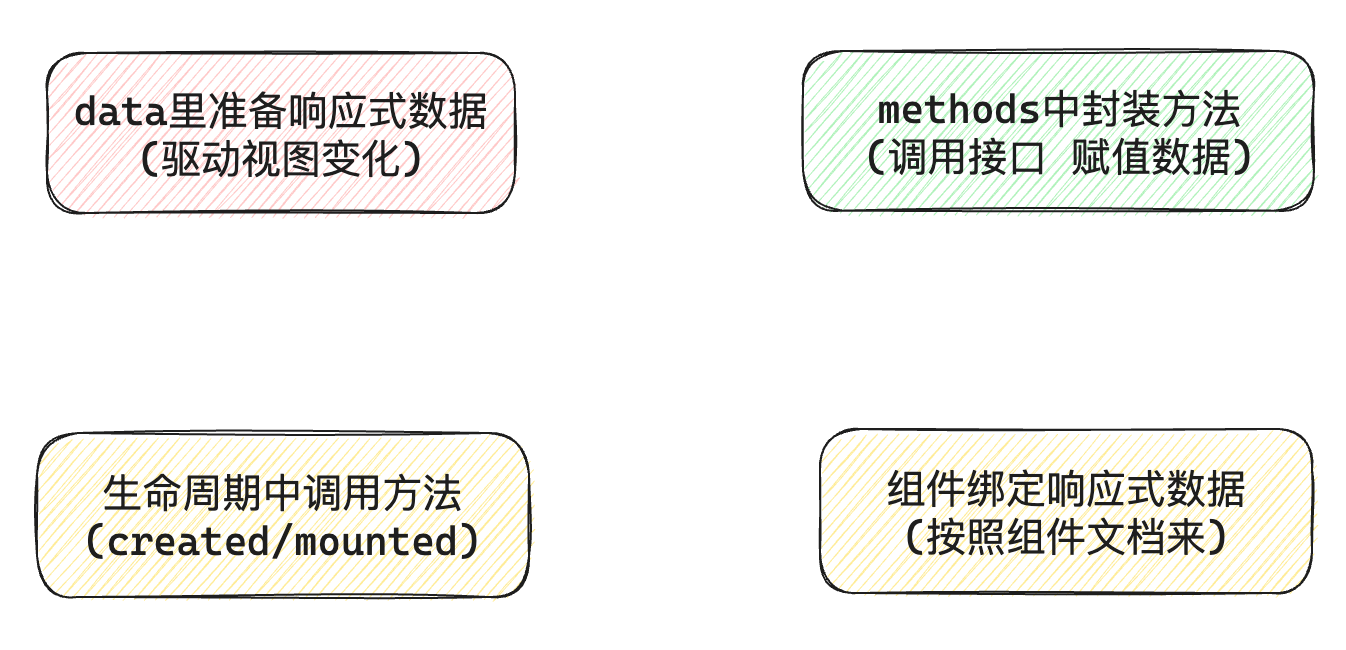 data里准备响应式数据
(驱动视图变化)
methods中封装方法
(调用接口 赋值数据)
生命周期中调用方法
(created/mounted)
组件绑定响应式数据
(按照组件文档来)